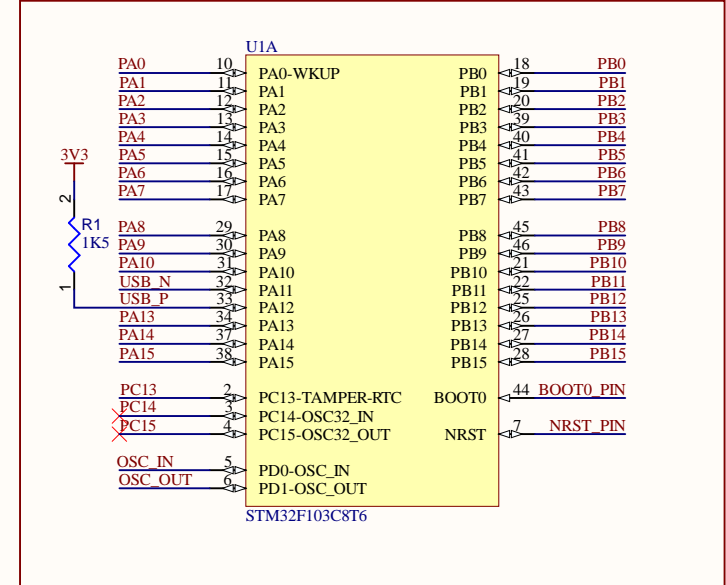 U1A
PA0 10 PA0-WKUP PB0 18 PB0
PA1 11 PA1 PB1 19 PB1
PA2 12 PA2 PB2 20 PB2
PA3 13 PA3 PB3 39 PB3
PA4 14 PA4 PB4 40 PB4
3V3 PA5 15 PA5 PB5 41 PB5
PA6 16 PA6 PB6 42 PB6
2 PA7 17 PA7 PB7 43 PB7
R1 PA8 29 PA8 PB8 45 PB8
1K5 PA9 30 PA9 PB9 46 PB9
PA10 31 PA10 PB10 21 PB10
1 USB_N 32 PA11 PB11 22 PB11
USB_P 33 PA12 PB12 25 PB12
PA13 34 PA13 PB13 26 PB13
PA14 37 PA14 PB14 27 PB14
PA15 38 PA15 PB15 28 PB15
PC13 2 PC13-TAMPER-RTC BOOT0 44 BOOT0_PIN
PC14 3 PC14-OSC32_IN
PC15 4 PC15-OSC32_OUT NRST 7 NRST_PIN
OSC_IN 5 PD0-OSC_IN
OSC_OUT 6 PD1-OSC_OUT
STM32F103C8T6